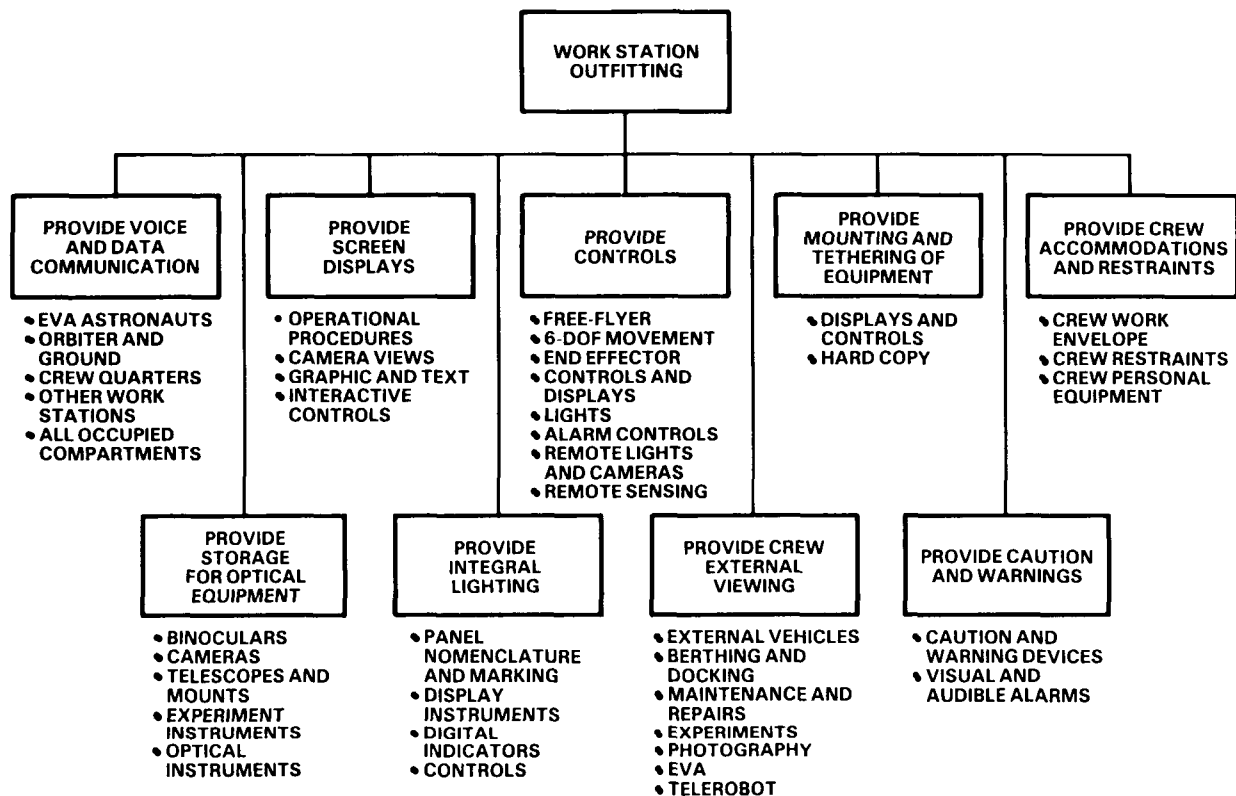 WORK STATION
OUTFITTING
PROVIDE VOICE
AND DATA
COMMUNICATION
• EVA ASTRONAUTS
• ORBITER AND
GROUND
• CREW QUARTERS
• OTHER WORK
STATIONS
• ALL OCCUPIED
COMPARTMENTS
PROVIDE
SCREEN
DISPLAYS
• OPERATIONAL
PROCEDURES
• CAMERA VIEWS
• GRAPHIC AND TEXT
• INTERACTIVE
CONTROLS
PROVIDE
CONTROLS
• FREE-FLYER
• 6-DOF MOVEMENT
• END EFFECTOR
• CONTROLS AND
DISPLAYS
• LIGHTS
• ALARM CONTROLS
• REMOTE LIGHTS
AND CAMERAS
• REMOTE SENSING
PROVIDE
MOUNTING AND
TETHERING OF
EQUIPMENT
• DISPLAYS AND
CONTROLS
• HARD COPY
PROVIDE CREW
ACCOMMODATIONS
AND RESTRAINTS
• CREW WORK
ENVELOPE
• CREW RESTRAINTS
• CREW PERSONAL
EQUIPMENT
PROVIDE
STORAGE
FOR OPTICAL
EQUIPMENT
• BINOCULARS
• CAMERAS
• TELESCOPES AND
MOUNTS
• EXPERIMENT
INSTRUMENTS
• OPTICAL
INSTRUMENTS
PROVIDE
INTEGRAL
LIGHTING
• PANEL
NOMENCLATURE
AND MARKING
• DISPLAY
INSTRUMENTS
• DIGITAL
INDICATORS
• CONTROLS
PROVIDE CREW
EXTERNAL
VIEWING
• EXTERNAL VEHICLES
• BERTHING AND
DOCKING
• MAINTENANCE AND
REPAIRS
• EXPERIMENTS
• PHOTOGRAPHY
• EVA
• TELEROBOT
PROVIDE CAUTION
AND WARNINGS
• CAUTION AND
WARNING DEVICES
• VISUAL AND
AUDIBLE ALARMS